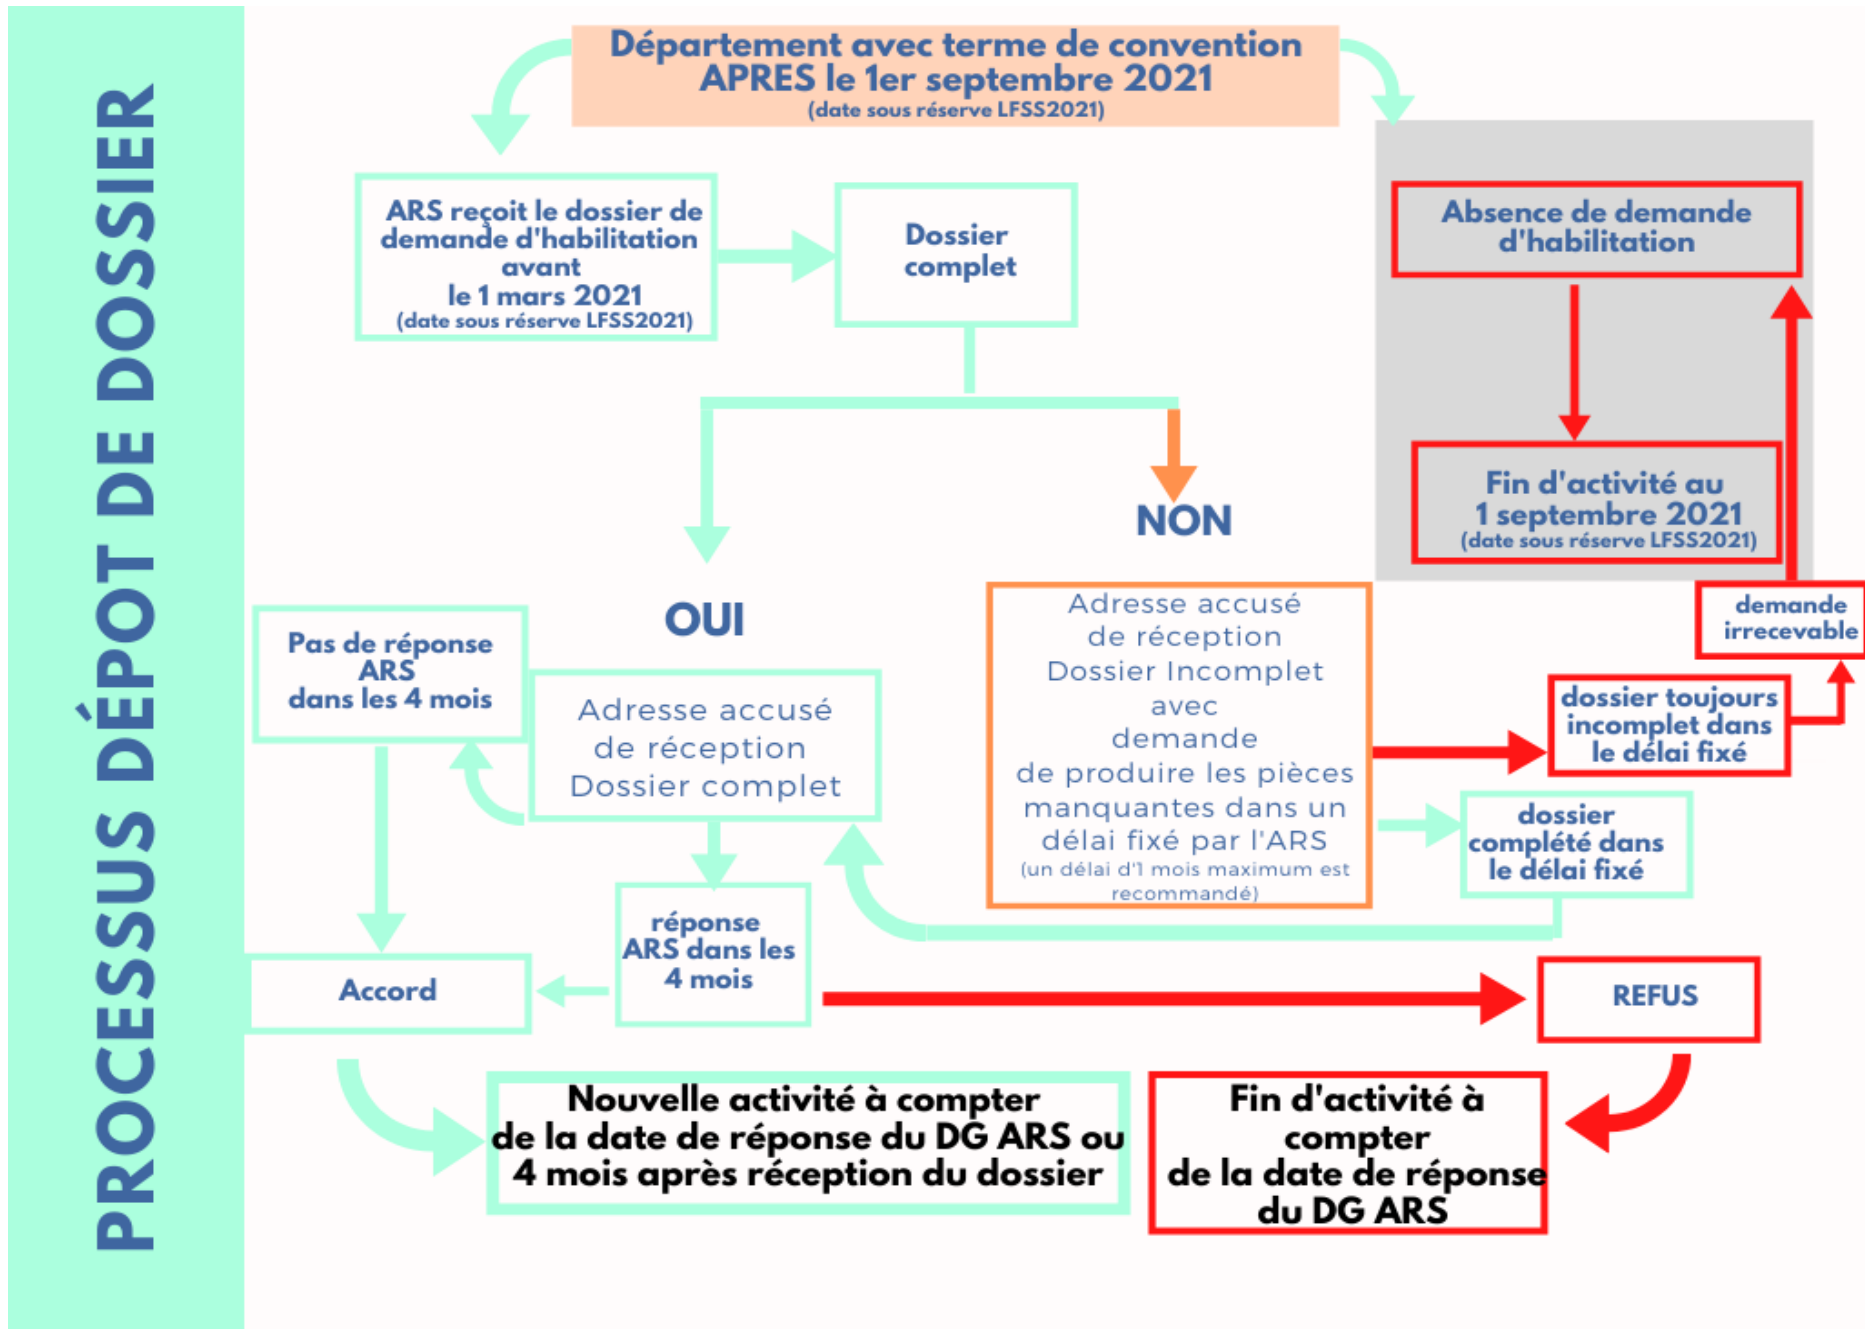 PROCESSUS DÉPOT DE DOSSIER
Département avec terme de convention
APRES le 1er septembre 2021
(date sous réserve LFSS2021)
ARS reçoit le dossier de
demande d'habilitation
avant
le 1 mars 2021
(date sous réserve LFSS2021)
Dossier
complet
Absence de demande
d'habilitation
Fin d'activité au
1 septembre 2021
(date sous réserve LFSS2021)
NON
OUI
demande
irrecevable
Pas de réponse
ARS
dans les 4 mois
Adresse accusé
de réception
Dossier complet
Adresse accusé
de réception
Dossier Incomplet
avec
demande
de produire les pièces
manquantes dans un
délai fixé par l'ARS
(un délai d'1 mois maximum est
recommandé)
dossier toujours
incomplet dans
le délai fixé
dossier
complété dans
le délai fixé
réponse
ARS dans les
4 mois
Accord
REFUS
Nouvelle activité à compter
de la date de réponse du DG ARS ou
4 mois après réception du dossier
Fin d'activité à
compter
de la date de réponse
du DG ARS